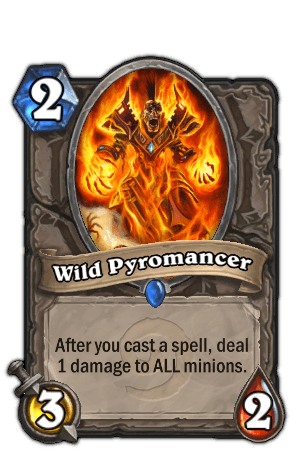 2
Wild Pyromancer
After you cast a spell, deal
1 damage to ALL minions.
3
2